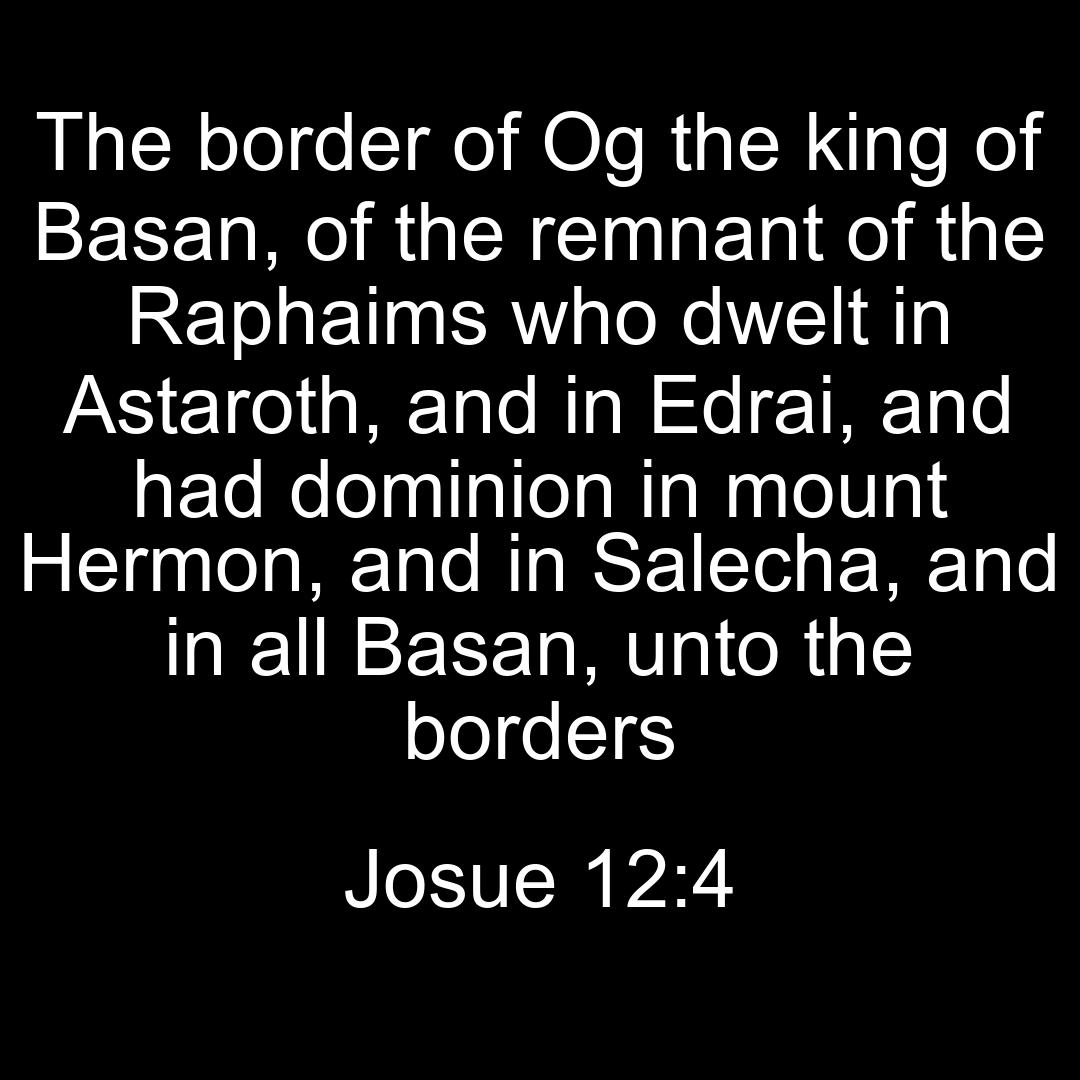 The border of Og the king of
Basan, of the remnant of the
Raphaims who dwelt in
Astaroth, and in Edrai, and
had dominion in mount
Hermon, and in Salecha, and
in all Basan, unto the
borders
Josue 12:4